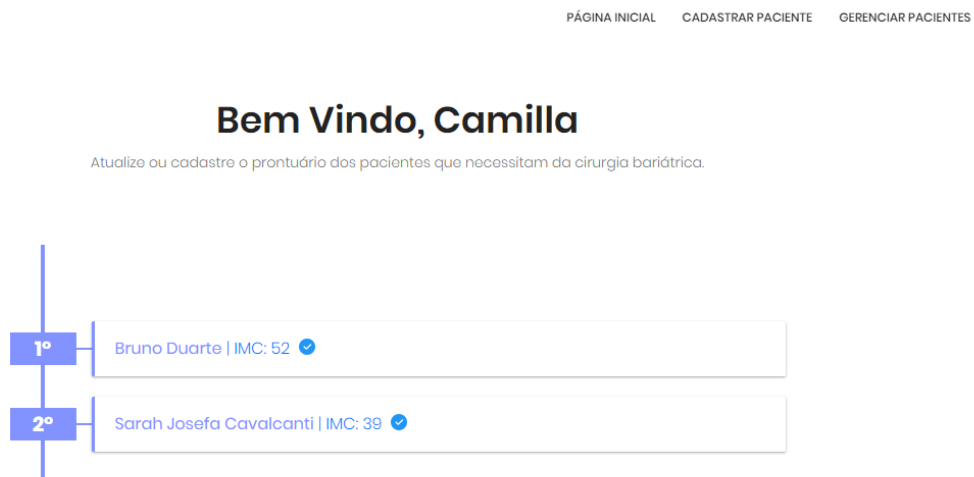 PÁGINA INICIAL CADASTRAR PACIENTE GERENCIAR PACIENTES
Bem Vindo, Camilla
Atualize ou cadastre o prontuário dos pacientes que necessitam da cirurgia bariátrica.
1º Bruno Duarte | IMC: 52
2º Sarah Josefa Cavalcanti | IMC: 39